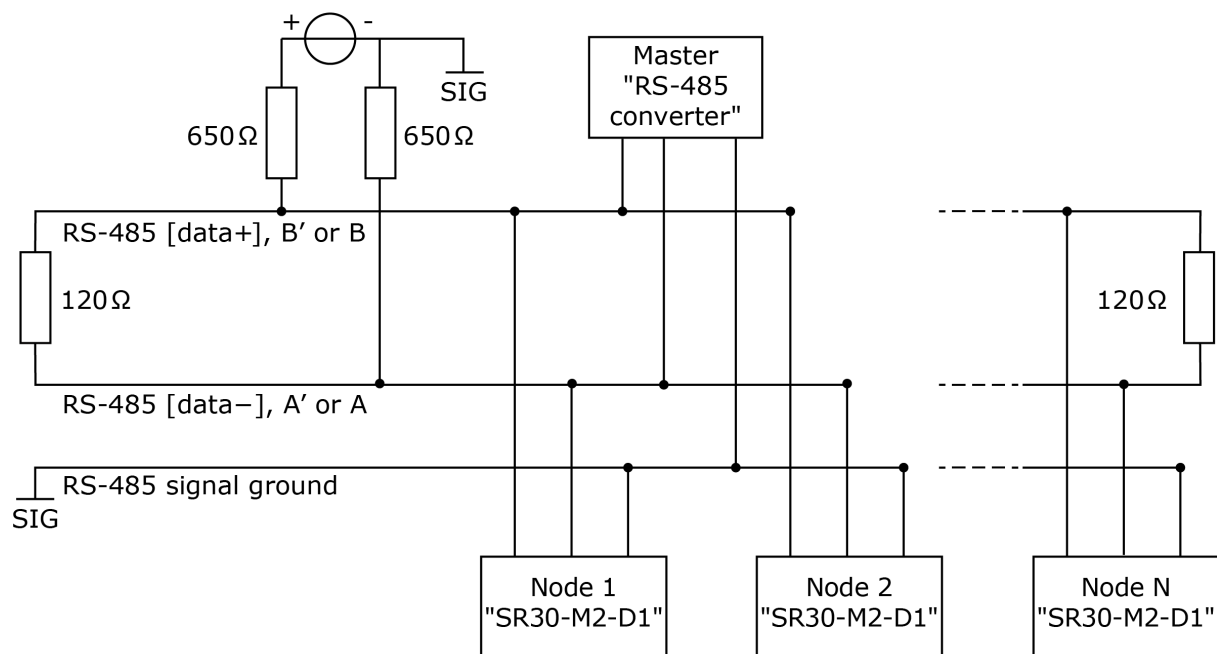 + -
SIG
650Ω
650Ω
Master
"RS-485
converter"
RS-485 [data+], B’ or B
120Ω
120Ω
RS-485 [data−], A’ or A
RS-485 signal ground
SIG
Node 1
"SR30-M2-D1"
Node 2
"SR30-M2-D1"
Node N
"SR30-M2-D1"